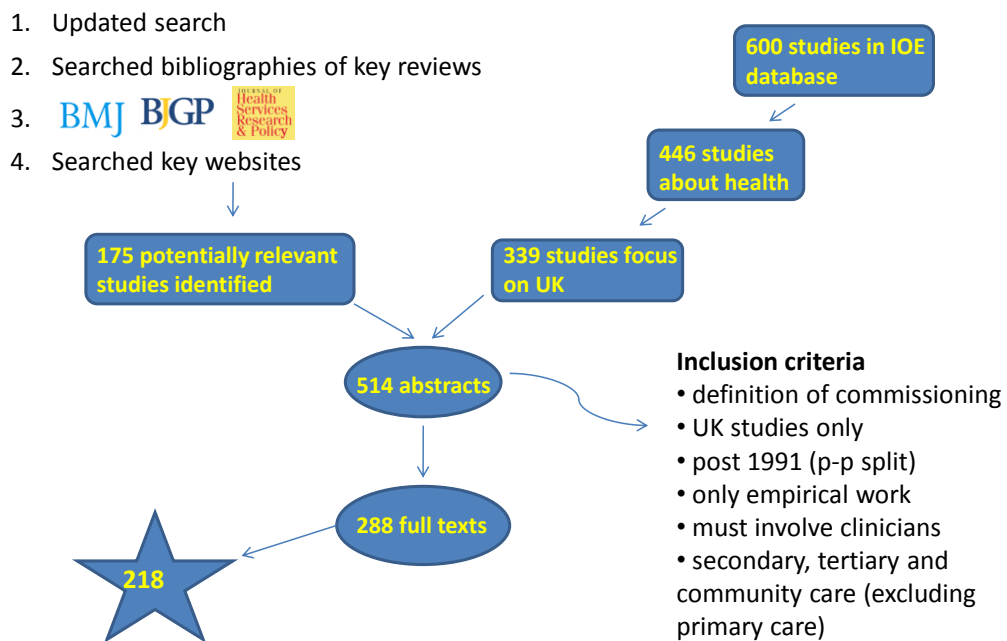 1. Updated search
2. Searched bibliographies of key reviews
3. BMJ BJGP JOURNAL OF
Health
Services
Research
& Policy
4. Searched key websites
600 studies in IOE
database
446 studies
about health
175 potentially relevant
studies identified
339 studies focus
on UK
514 abstracts
288 full texts
218
Inclusion criteria
• definition of commissioning
• UK studies only
• post 1991 (p-p split)
• only empirical work
• must involve clinicians
• secondary, tertiary and
community care (excluding
primary care)